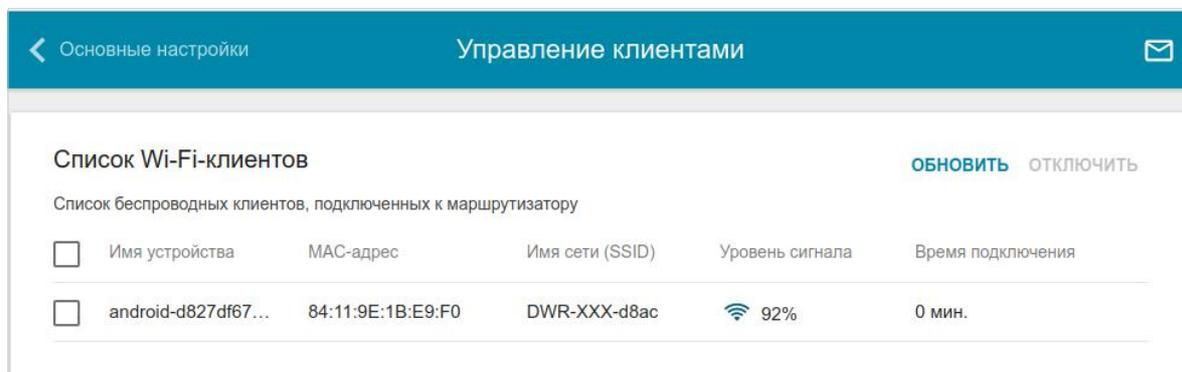 Основные настройки Управление клиентами
Список Wi-Fi-клиентов ОБНОВИТЬ ОТКЛЮЧИТЬ
Список беспроводных клиентов, подключенных к маршрутизатору
Имя устройства MAC-адрес Имя сети (SSID) Уровень сигнала Время подключения
android-d827df67... 84:11:9E:1B:E9:F0 DWR-XXX-d8ac 92% 0 мин.